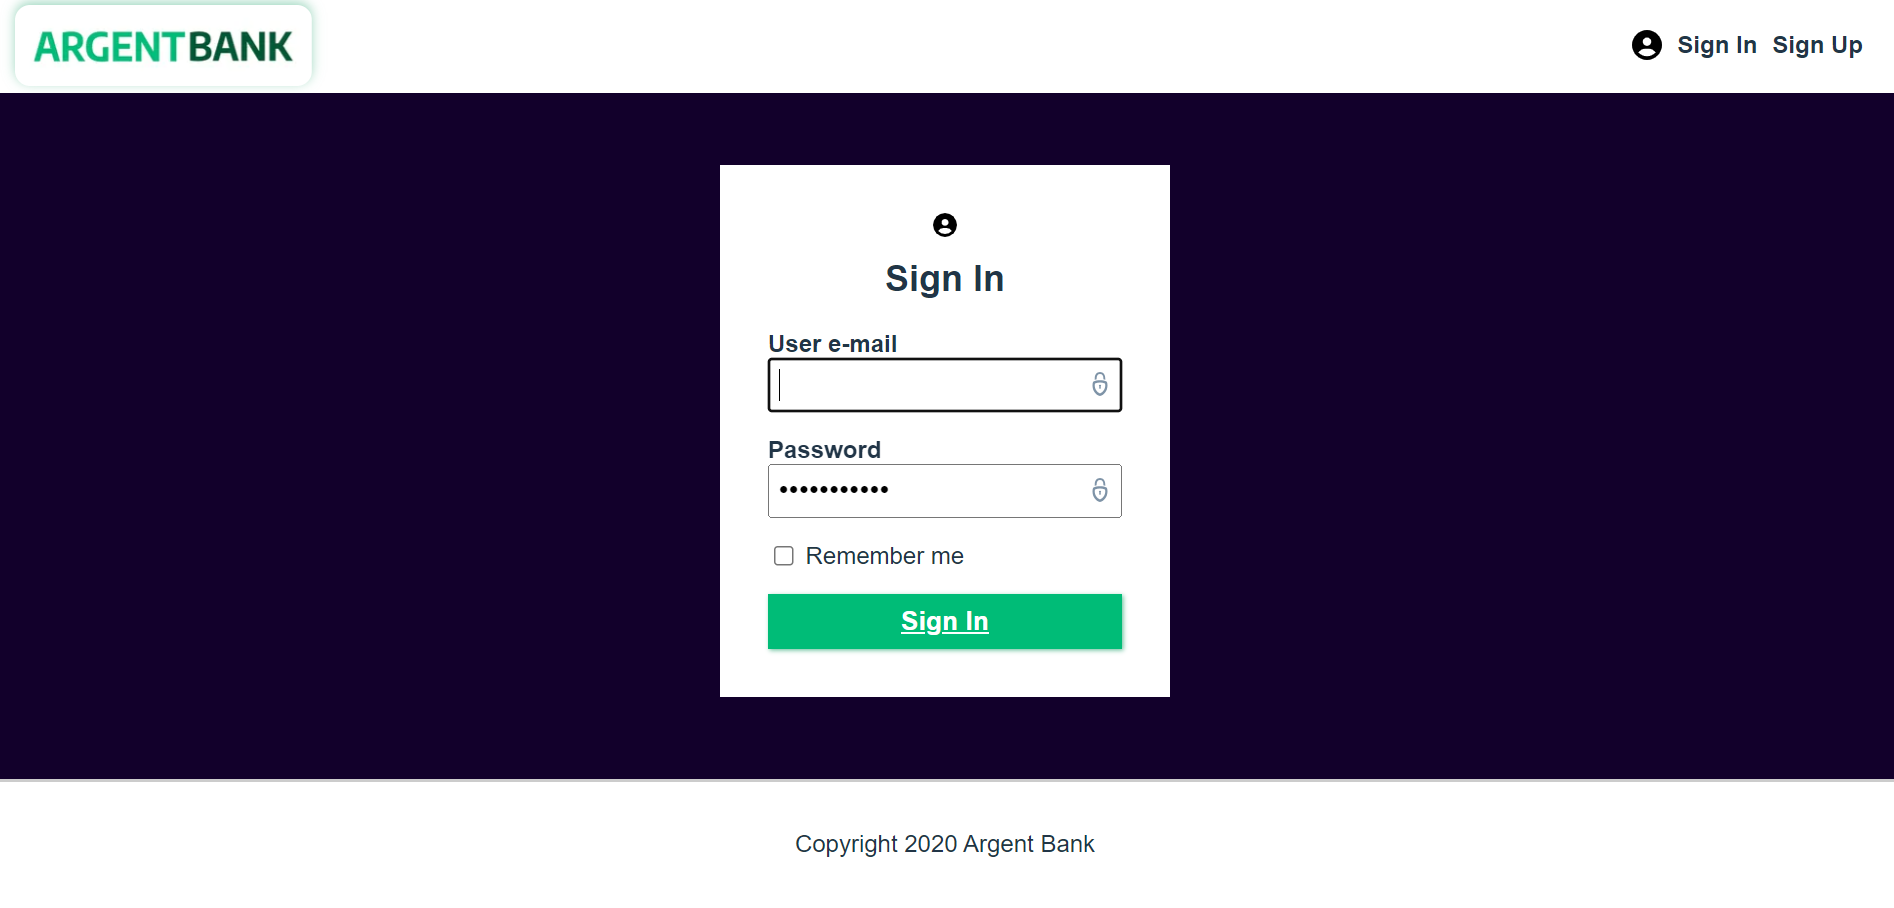 ARGENTBANK
Sign In Sign Up
Sign In
User e-mail
Password
•••••••••••
Remember me
Sign In
Copyright 2020 Argent Bank